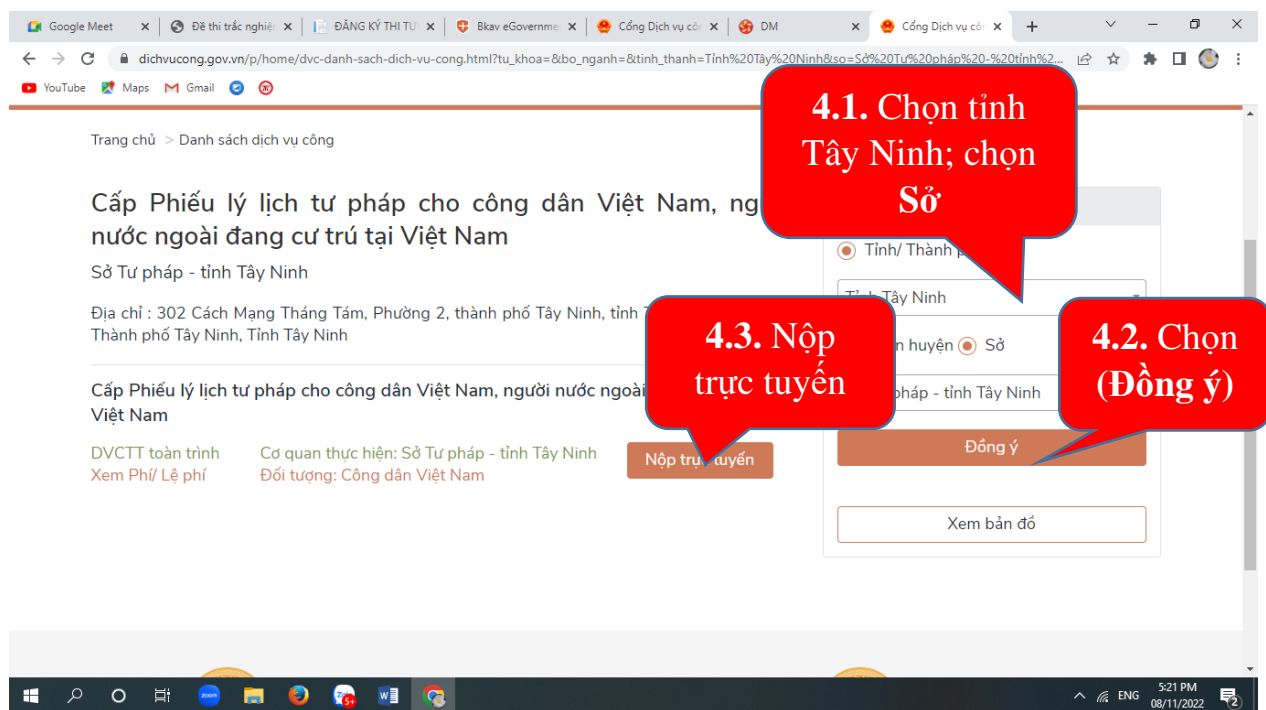 Google Meet
Đề thi trắc nghiệ
ĐĂNG KÝ THI TƯ
Bkav eGovernme
Cổng Dịch vụ cô
DM
Cổng Dịch vụ cô
dichvucong.gov.vn/p/home/dvc-danh-sach-dich-vu-cong.html?tu_khoa=&bo_nganh=&tinh_thanh=Tỉnh%20Tây%20Ninh&so=Sở%20Tư%20pháp%20-%20tỉnh%2...
YouTube
Maps
Gmail
Trang chủ > Danh sách dịch vụ công
Cấp Phiếu lý lịch tư pháp cho công dân Việt Nam, ng
nước ngoài đang cư trú tại Việt Nam
Sở Tư pháp - tỉnh Tây Ninh
Địa chỉ : 302 Cách Mạng Tháng Tám, Phường 2, thành phố Tây Ninh, tỉnh
Thành phố Tây Ninh, Tỉnh Tây Ninh
Cấp Phiếu lý lịch tư pháp cho công dân Việt Nam, người nước ngoài
Việt Nam
DVCTT toàn trình
Cơ quan thực hiện: Sở Tư pháp - tỉnh Tây Ninh
Xem Phí/ Lệ phí
Đối tượng: Công dân Việt Nam
Nộp trực tuyến
4.1. Chọn tỉnh
Tây Ninh; chọn
Sở
Tỉnh/ Thành p
Tỉnh Tây Ninh
n huyện
Sở
pháp - tỉnh Tây Ninh
4.2. Chọn
(Đồng ý)
4.3. Nộp
trực tuyến
Đồng ý
Xem bản đồ
zoom
5+
ENG
5:21 PM
08/11/2022
2